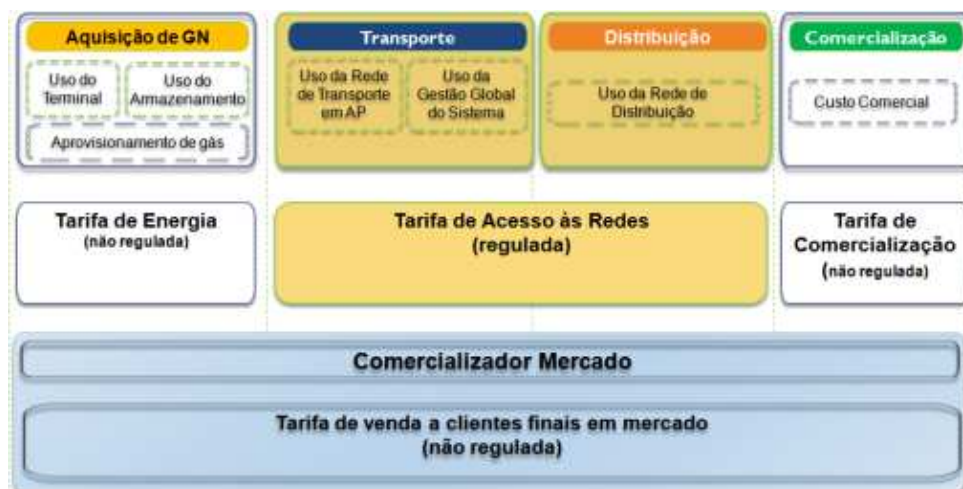 Aquisição de GN
Uso do
Terminal
Uso do
Armazenamento
Aprovisionamento de gás
Transporte
Uso da Rede
de Transporte
em AP
Uso da
Gestão Global
do Sistema
Distribuição
Uso da Rede de
Distribuição
Comercialização
Custo Comercial
Tarifa de Energia
(não regulada)
Tarifa de Acesso às Redes
(regulada)
Tarifa de
Comercialização
(não regulada)
Comercializador Mercado
Tarifa de venda a clientes finais em mercado
(não regulada)